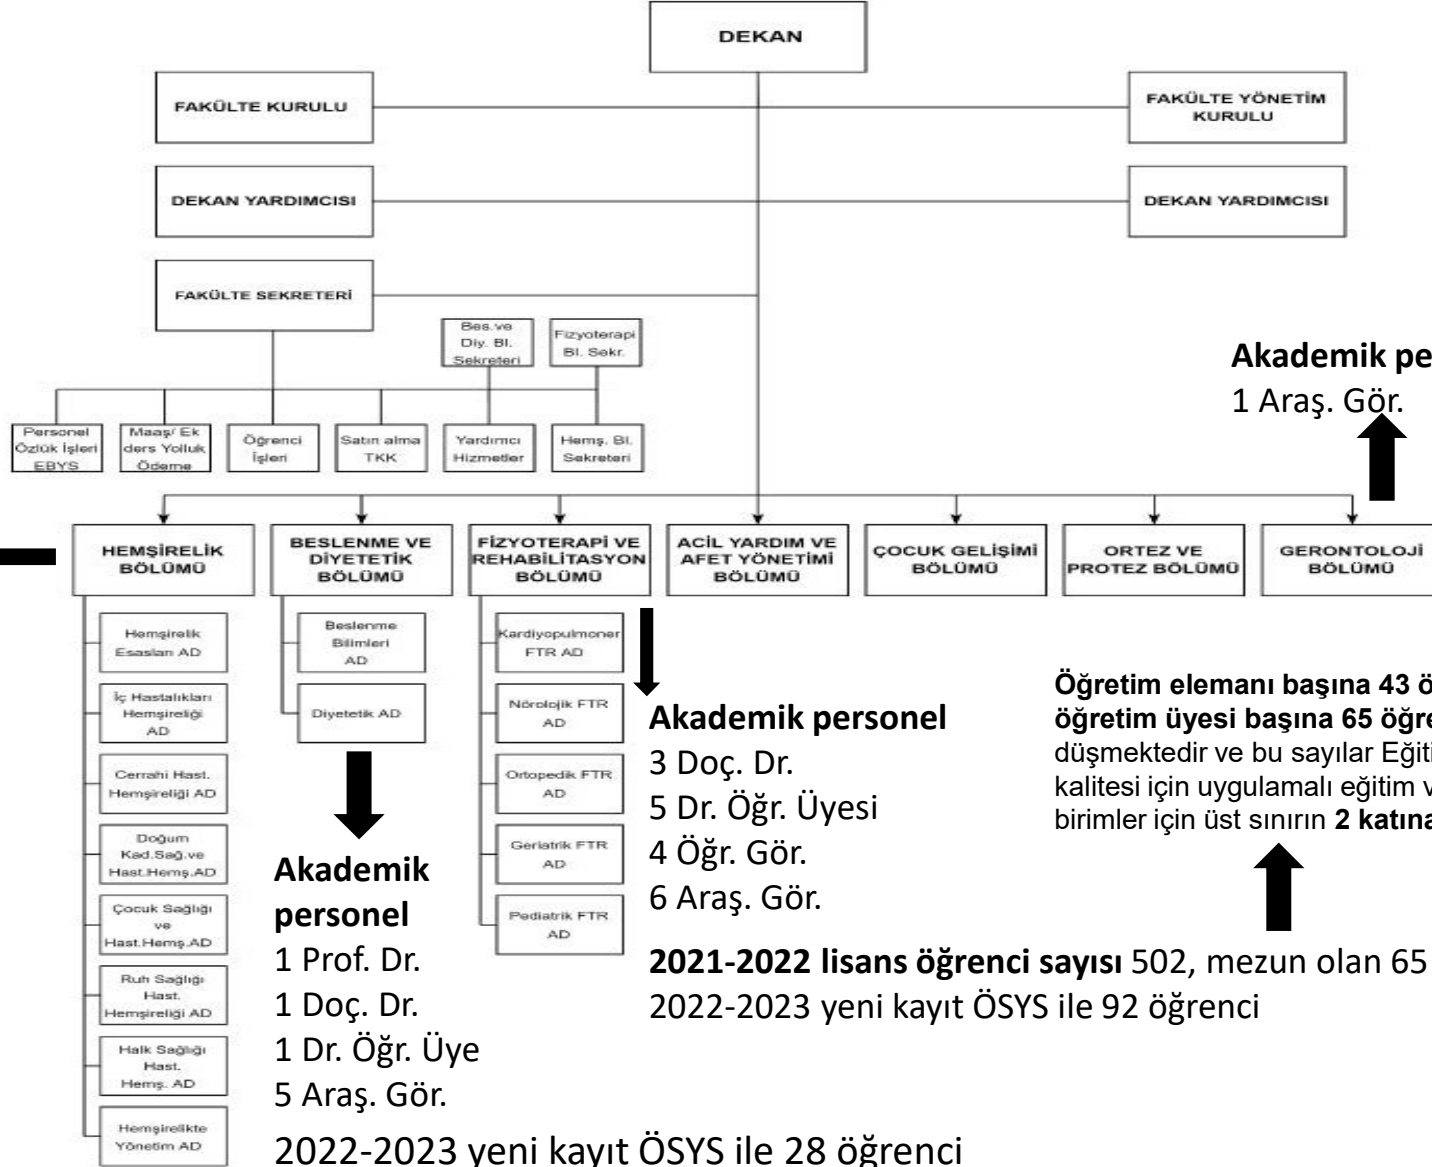 DEKAN
FAKÜLTE KURULU
FAKÜLTE YÖNETİM
KURULU
DEKAN YARDIMCISI
DEKAN YARDIMCISI
FAKÜLTE SEKRETERİ
Bes.ve
Diy. Bl.
Sekreteri
Fizyoterapi
Bl. Sekr.
Personel
Özlük İşleri
EBYS
Maaş/ Ek
ders Yolluk
Ödeme
Öğrenci
İşleri
Satın alma
TKK
Yardımcı
Hizmetler
Hemş. Bl.
Sekreteri
Akademik pe
1 Araş. Gör.
HEMŞİRELİK
BÖLÜMÜ
BESLENME VE
DİYETETİK
BÖLÜMÜ
FİZYOTERAPİ VE
REHABİLİTASYON
BÖLÜMÜ
ACİL YARDIM VE
AFET YÖNETİMİ
BÖLÜMÜ
ÇOCUK GELİŞİMİ
BÖLÜMÜ
ORTEZ VE
PROTEZ BÖLÜMÜ
GERONTOLOJİ
BÖLÜMÜ
Hemşirelik
Esasları AD
İç Hastalıkları
Hemşireliği
AD
Cerrahi Hast.
Hemşireliği AD
Doğum
Kad.Sağ.ve
Hast.Hemş.AD
Çocuk Sağlığı
ve
Hast.Hemş.AD
Ruh Sağlığı
Hast.
Hemşireliği AD
Halk Sağlığı
Hast.
Hemş. AD
Hemşirelikte
Yönetim AD
Beslenme
Bilimleri
AD
Diyetetik AD
Akademik
personel
1 Prof. Dr.
1 Doç. Dr.
1 Dr. Öğr. Üye
5 Araş. Gör.
2022-2023 yeni kayıt ÖSYS ile 28 öğrenci
Kardiyopulmoner
FTR AD
Nörolojik FTR
AD
Ortopedik FTR
AD
Geriatrik FTR
AD
Pediatrik FTR
AD
Akademik personel
3 Doç. Dr.
5 Dr. Öğr. Üyesi
4 Öğr. Gör.
6 Araş. Gör.
2021-2022 lisans öğrenci sayısı 502, mezun olan 65
2022-2023 yeni kayıt ÖSYS ile 92 öğrenci
Öğretim elemanı başına 43 ö
öğretim üyesi başına 65 öğre
düşmektedir ve bu sayılar Eğiti
kalitesi için uygulamalı eğitim v
birimler için üst sınırın 2 katına